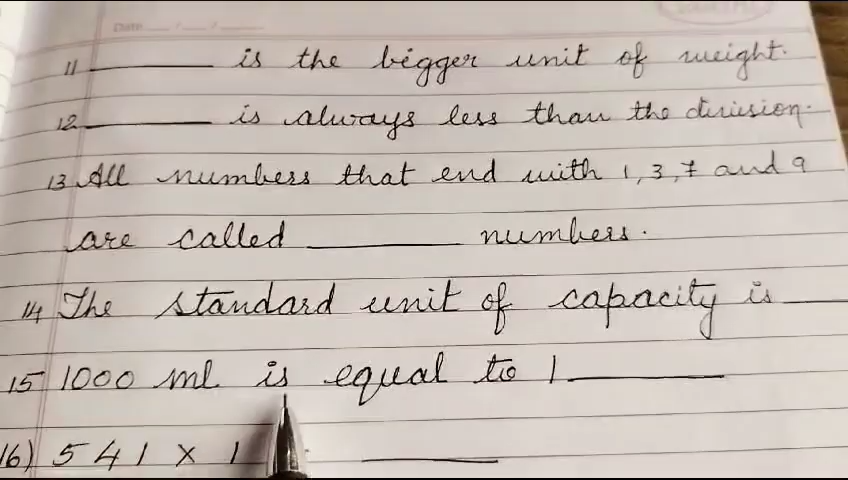 Date
11 ________ is the bigger unit of weight.
12 ________ is always less than the division.
13 All numbers that end with 1, 3, 7 and 9
are called ________ numbers.
14 The standard unit of capacity is ____
15 1000 ml is equal to 1 ________
16) 541 x 1 ________